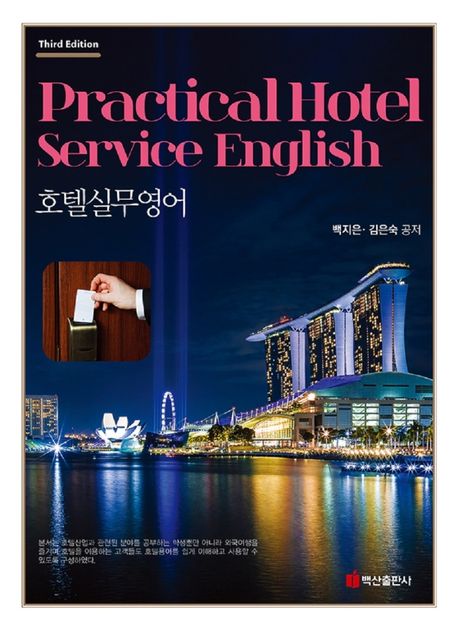 Third Edition
Practical Hotel
Service English
호텔실무영어
백지은· 김은숙 공저
본서는 호텔산업과 관련된 분야를 공부하는 학생뿐만 아니라 외국여행을
즐기며 호텔을 이용하는 고객들도 호텔용어를 쉽게 이해하고 사용할 수
있도록 구성하였다.
백산출판사